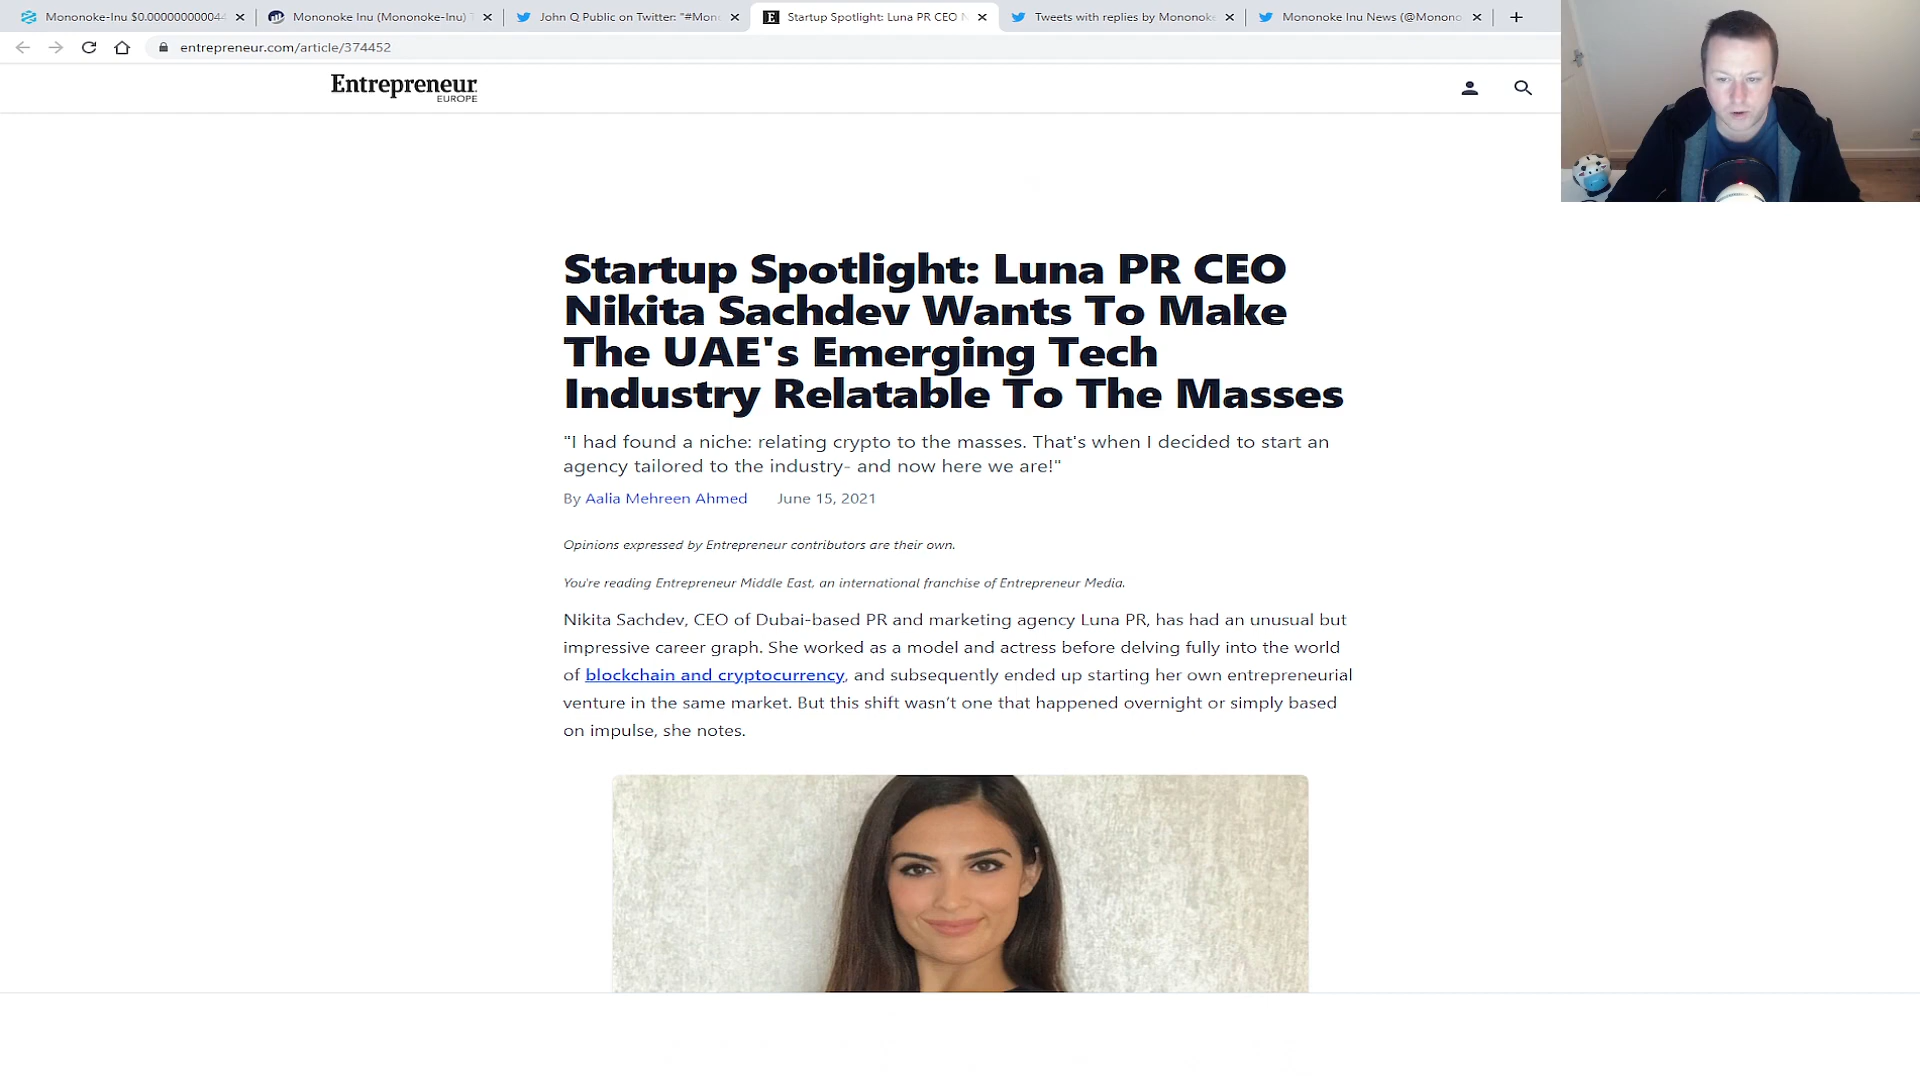 Mononoke-Inu $0.000000000044
Mononoke Inu (Mononoke-Inu) T
John Q Public on Twitter: "#Mon
Startup Spotlight: Luna PR CEO N
Tweets with replies by Mononoke
Mononoke Inu News (@Monono
entrepreneur.com/article/374452
Entrepreneur
EUROPE
Startup Spotlight: Luna PR CEO
Nikita Sachdev Wants To Make
The UAE's Emerging Tech
Industry Relatable To The Masses
"I had found a niche: relating crypto to the masses. That's when I decided to start an
agency tailored to the industry- and now here we are!"
By Aalia Mehreen Ahmed June 15, 2021
Opinions expressed by Entrepreneur contributors are their own.
You're reading Entrepreneur Middle East, an international franchise of Entrepreneur Media.
Nikita Sachdev, CEO of Dubai-based PR and marketing agency Luna PR, has had an unusual but
impressive career graph. She worked as a model and actress before delving fully into the world
of blockchain and cryptocurrency, and subsequently ended up starting her own entrepreneurial
venture in the same market. But this shift wasn't one that happened overnight or simply based
on impulse, she notes.